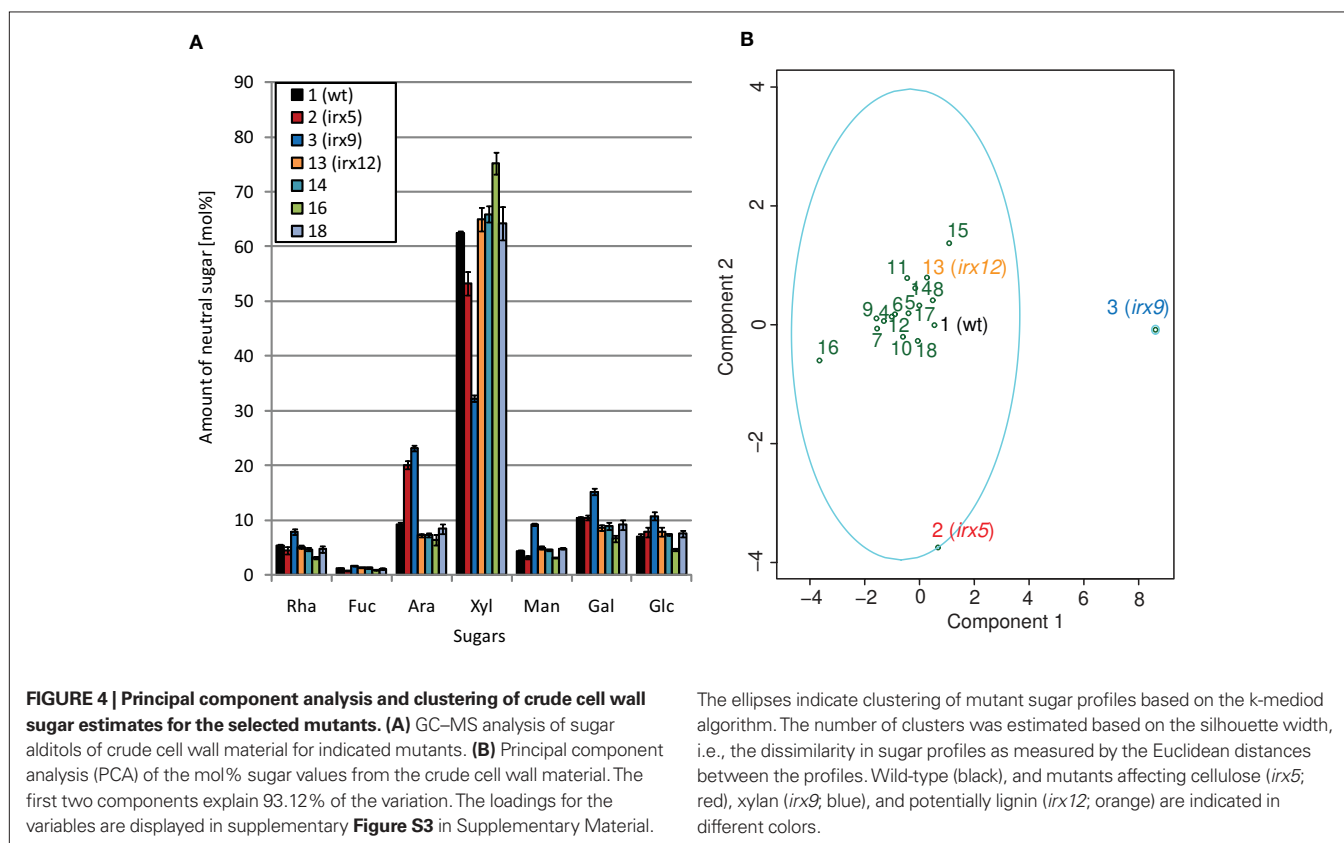 A
90
80
70
60
50
40
30
20
10
0
Amount of neutral sugar [mol%]
1 (wt)
2 (irx5)
3 (irx9)
13 (irx12)
14
16
18
Rha Fuc Ara Xyl Man Gal Glc
Sugars
B
4
2
0
−2
−4
Component 2
15
11 13 (irx12)
14 8
9 4 6 5 17
12 1 (wt)
7 10 18
16
3 (irx9)
2 (irx5)
−4 −2 0 2 4 6 8
Component 1
FIGURE 4 | Principal component analysis and clustering of crude cell wall
sugar estimates for the selected mutants. (A) GC–MS analysis of sugar
alditols of crude cell wall material for indicated mutants. (B) Principal component
analysis (PCA) of the mol% sugar values from the crude cell wall material. The
first two components explain 93.12% of the variation. The loadings for the
variables are displayed in supplementary Figure S3 in Supplementary Material.
The ellipses indicate clustering of mutant sugar profiles based on the k-mediod
algorithm. The number of clusters was estimated based on the silhouette width,
i.e., the dissimilarity in sugar profiles as measured by the Euclidean distances
between the profiles. Wild-type (black), and mutants affecting cellulose (irx5;
red), xylan (irx9; blue), and potentially lignin (irx12; orange) are indicated in
different colors.